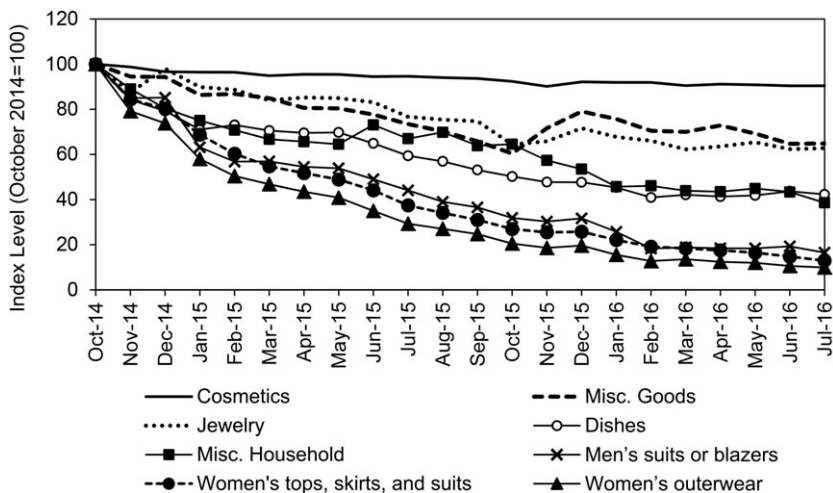 Index Level (October 2014=100)
120
100
80
60
40
20
0
Oct-14
Nov-14
Dec-14
Jan-15
Feb-15
Mar-15
Apr-15
May-15
Jun-15
Jul-15
Aug-15
Sep-15
Oct-15
Nov-15
Dec-15
Jan-16
Feb-16
Mar-16
Apr-16
May-16
Jun-16
Jul-16
Cosmetics
Misc. Goods
Jewelry
Dishes
Misc. Household
Men's suits or blazers
Women's tops, skirts, and suits
Women's outerwear